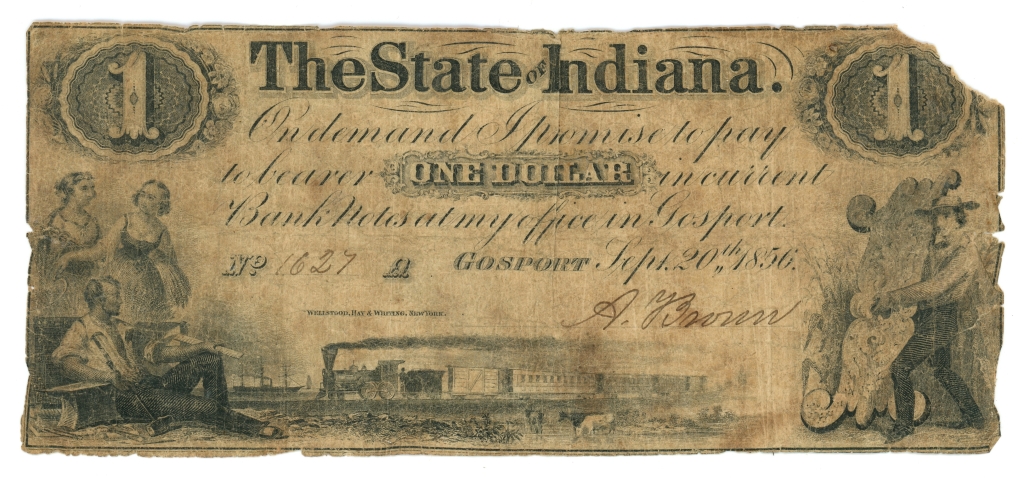 1 The State OF Indiana. 1
On demand I promise to pay
to bearer ONE DOLLAR in current
Bank Notes at my office in Gosport.
No 1627 A GOSPORT Sept. 20th, 1856.
WELLSTOOD, HAY & WHITING, NEW YORK.
A. Brown